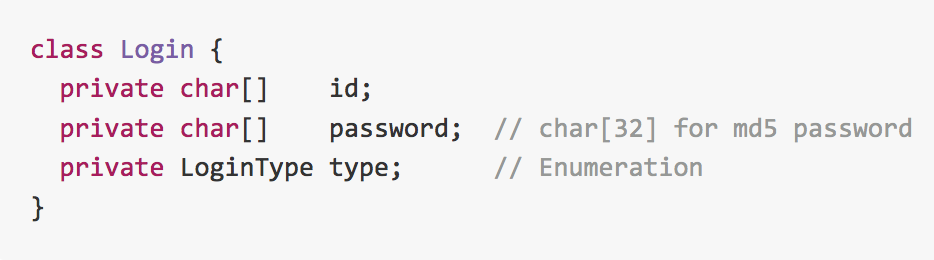 class Login {
  private char[]    id;
  private char[]    password;  // char[32] for md5 password
  private LoginType type;      // Enumeration
}